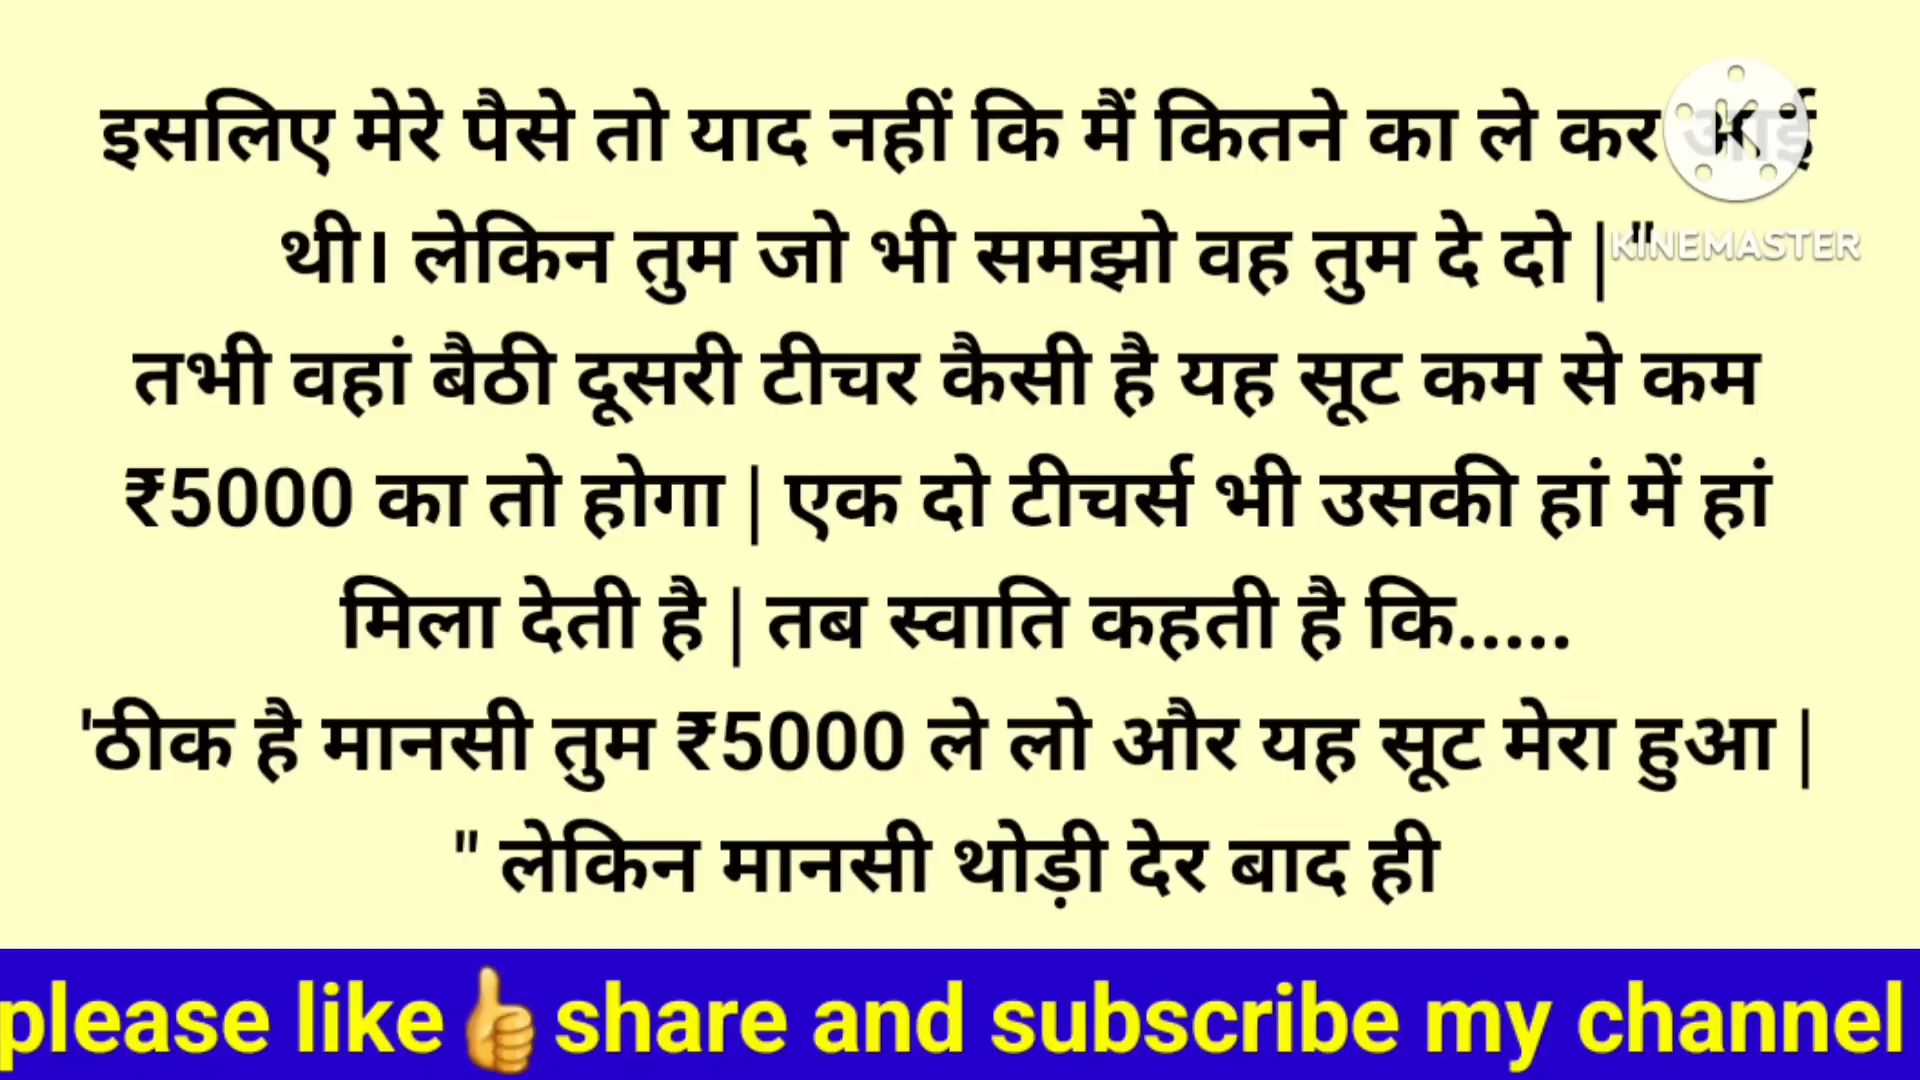 इसलिए मेरे पैसे तो याद नहीं कि मैं कितने का ले कर आई
थी। लेकिन तुम जो भी समझो वह तुम दे दो | "
KINEMASTER
तभी वहां बैठी दूसरी टीचर कैसी है यह सूट कम से कम
₹5000 का तो होगा | एक दो टीचर्स भी उसकी हां में हां
मिला देती है | तब स्वाति कहती है कि.....
'ठीक है मानसी तुम ₹5000 ले लो और यह सूट मेरा हुआ |
" लेकिन मानसी थोड़ी देर बाद ही
please like👍share and subscribe my channel